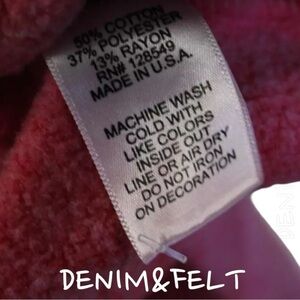 50% COTTON
37% POLYESTER
13% RAYON
RN# 128549
MADE IN U.S.A.
MACHINE WASH
COLD WITH
LIKE COLORS
INSIDE OUT
LINE OR AIR DRY
DO NOT IRON
ON DECORATION
DENIM&FELT